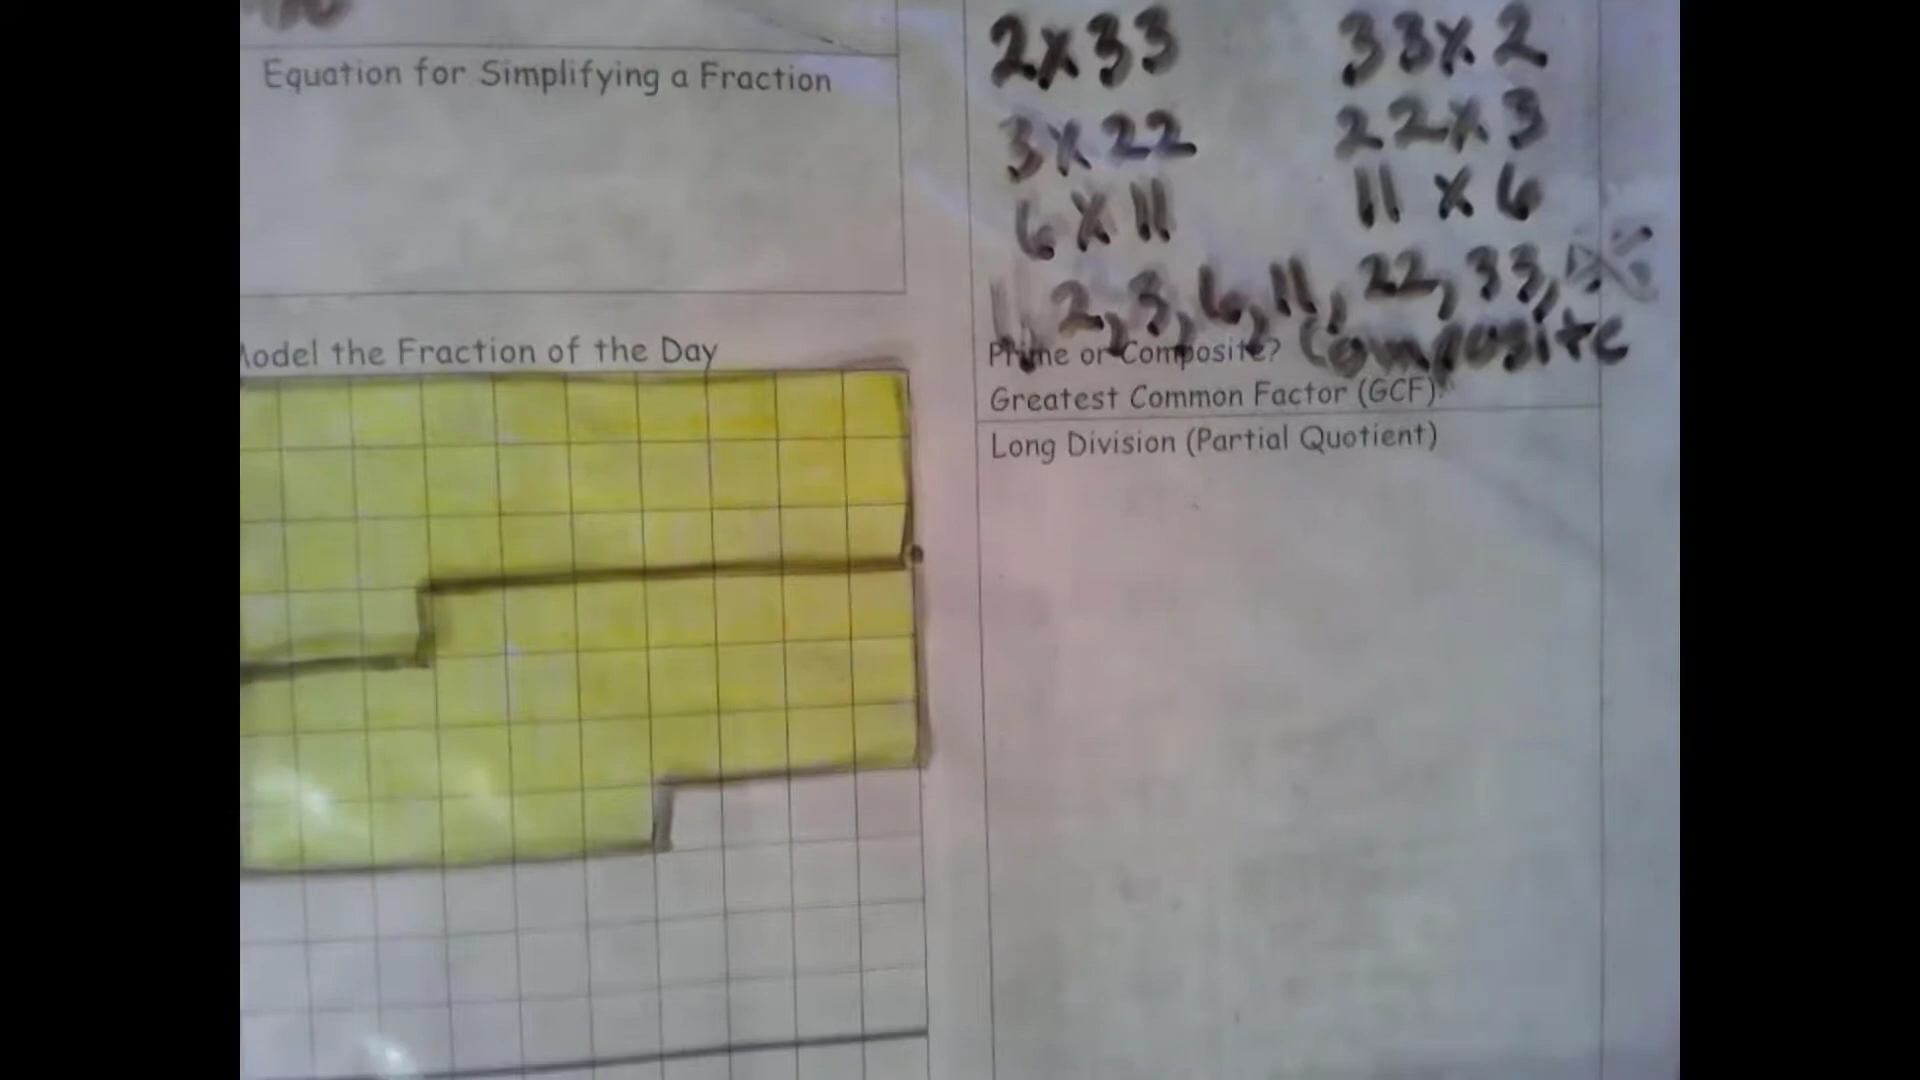 Equation for Simplifying a Fraction
Model the Fraction of the Day
2x33 33x2
3x22 22x3
6x11 11x6
1, 2, 3, 6, 11, 22, 33,
Prime or Composite? Composite
Greatest Common Factor (GCF):
Long Division (Partial Quotient)